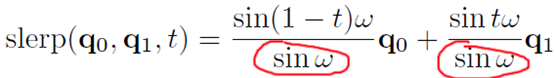 slerp(q₀, q₁, t) = sin(1 − t)ω / sin ω q₀ + sin tω / sin ω q₁